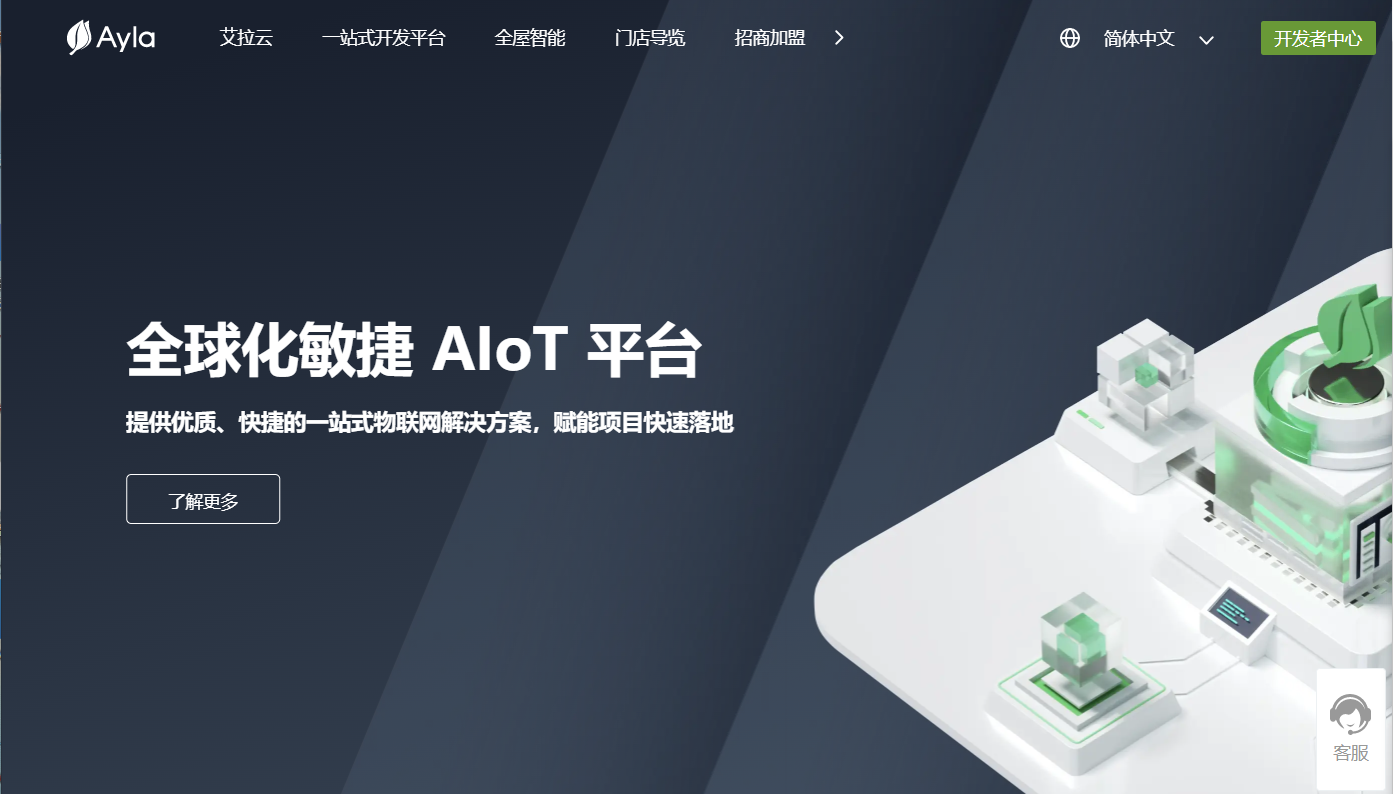 Ayla 艾拉云 一站式开发平台 全屋智能 门店导览 招商加盟 简体中文 开发者中心
全球化敏捷 AIoT 平台
提供优质、快捷的一站式物联网解决方案，赋能项目快速落地
了解更多
客服